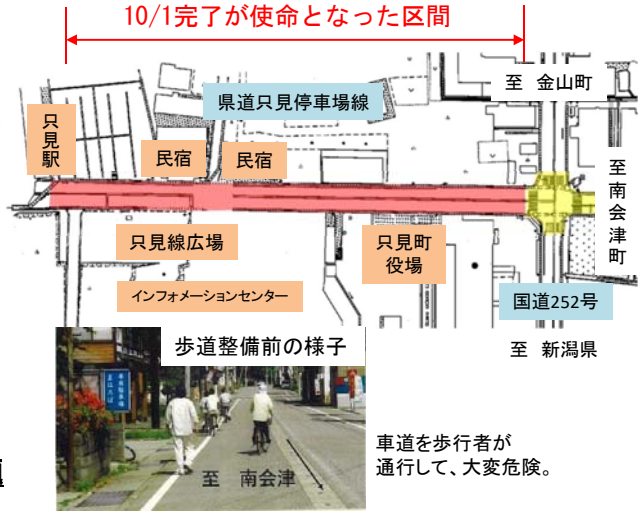 10/1完了が使命となった区間
至 金山町
県道只見停車場線
只見駅
民宿
民宿
至南会津町
只見線広場
只見町
役場
インフォメーションセンター
国道252号
歩道整備前の様子
至 新潟県
車道を歩行者が
通行して、大変危険。
至 南会津